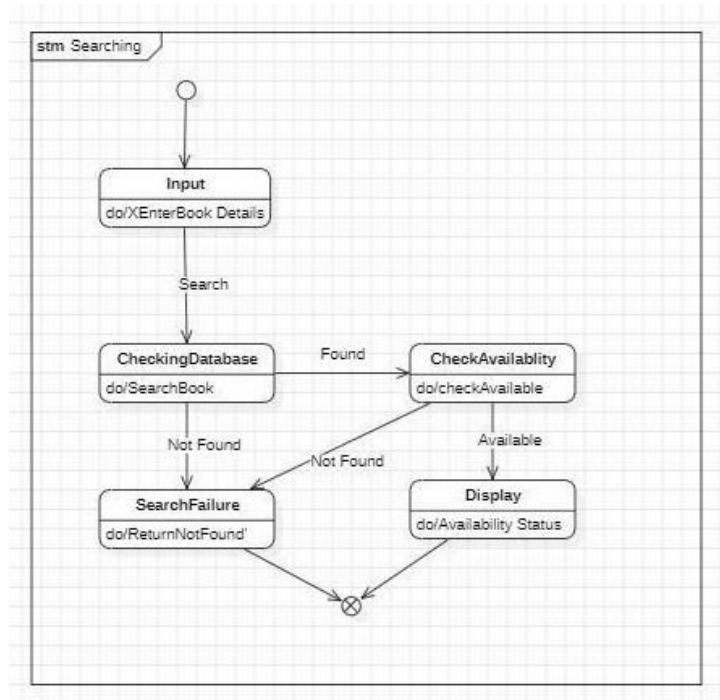 stm Searching
Input
do/XEnterBook Details
Search
CheckingDatabase
do/SearchBook
Found
CheckAvailablity
do/checkAvailable
Not Found
Not Found
Available
SearchFailure
do/ReturnNotFound'
Display
do/Availability Status